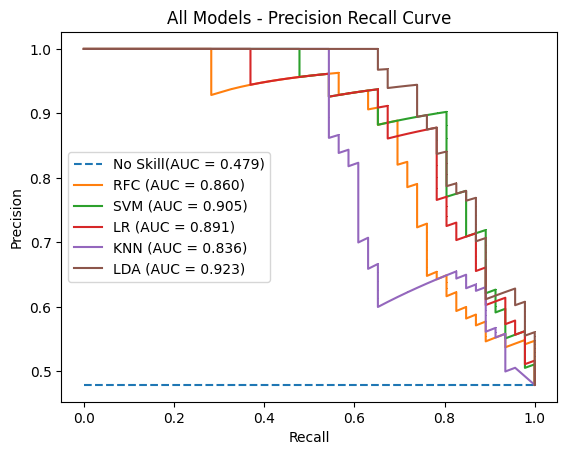 All Models - Precision Recall Curve
Precision
1.0
0.9
0.8
0.7
0.6
0.5
No Skill(AUC = 0.479)
RFC (AUC = 0.860)
SVM (AUC = 0.905)
LR (AUC = 0.891)
KNN (AUC = 0.836)
LDA (AUC = 0.923)
0.0 0.2 0.4 0.6 0.8 1.0
Recall